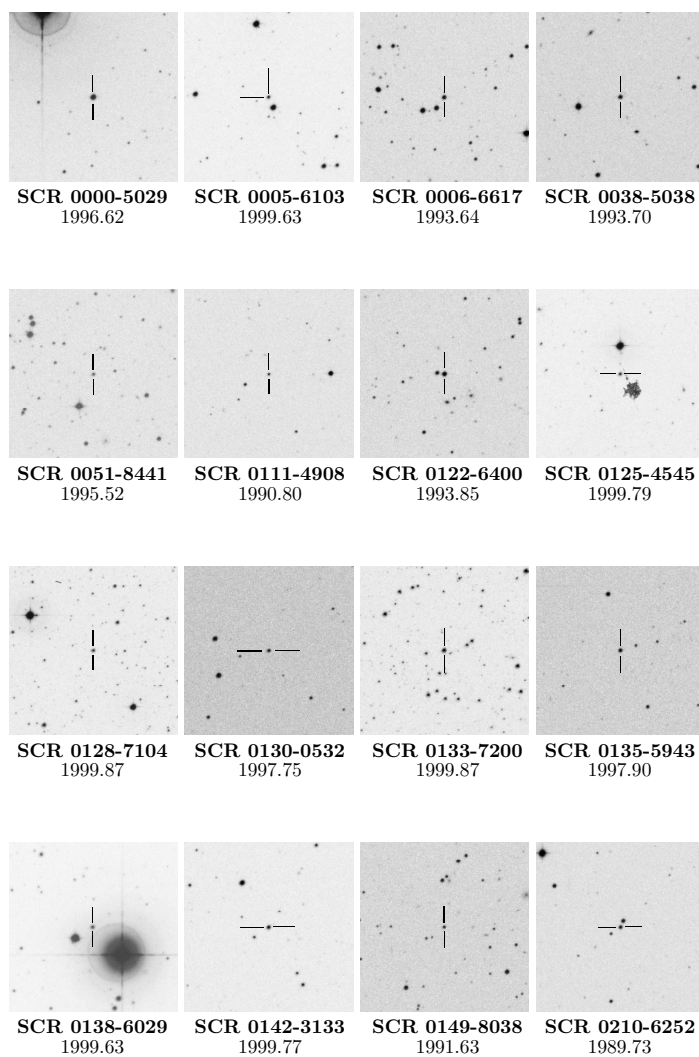 SCR 0000-5029 SCR 0005-6103 SCR 0006-6617 SCR 0038-5038
1996.62 1999.63 1993.64 1993.70
SCR 0051-8441 SCR 0111-4908 SCR 0122-6400 SCR 0125-4545
1995.52 1990.80 1993.85 1999.79
SCR 0128-7104 SCR 0130-0532 SCR 0133-7200 SCR 0135-5943
1999.87 1997.75 1999.87 1997.90
SCR 0138-6029 SCR 0142-3133 SCR 0149-8038 SCR 0210-6252
1999.63 1999.77 1991.63 1989.73